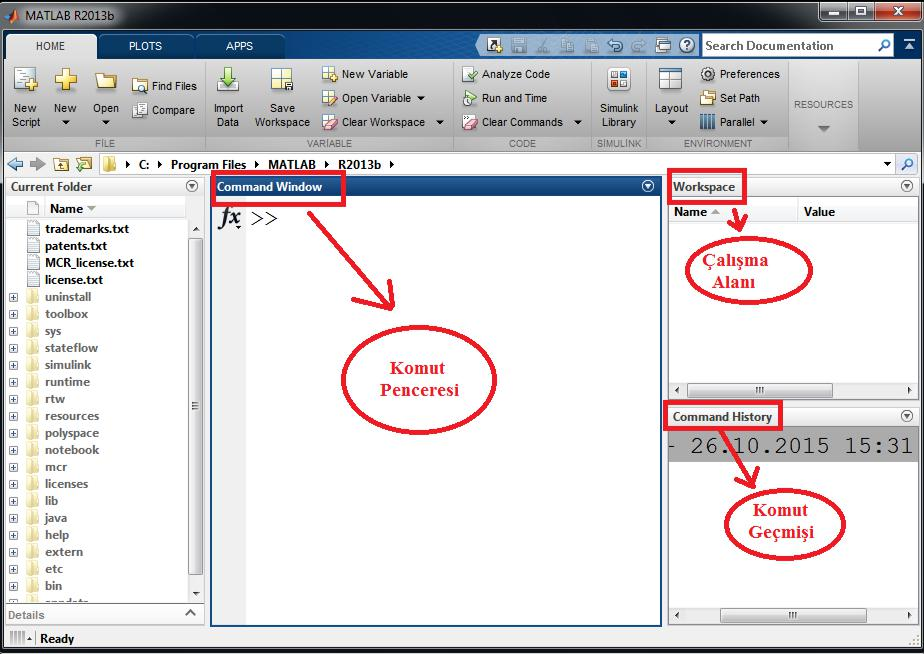 MATLAB R2013b
HOME
PLOTS
APPS
Search Documentation
New Script
New
Open
Find Files
Compare
Import Data
Save Workspace
New Variable
Open Variable
Clear Workspace
Analyze Code
Run and Time
Clear Commands
Simulink Library
Layout
Preferences
Set Path
Parallel
RESOURCES
FILE
VARIABLE
CODE
SIMULINK
ENVIRONMENT
C: Program Files MATLAB R2013b
Current Folder
Name
trademarks.txt
patents.txt
MCR_license.txt
license.txt
uninstall
toolbox
sys
stateflow
simulink
runtime
rtw
resources
polyspace
notebook
mcr
licenses
lib
java
help
extern
etc
bin
Details
Ready
Command Window
fx >>
Komut
Penceresi
Workspace
Name
Value
Çalışma
Alanı
Command History
- 26.10.2015 15:31
Komut
Geçmişi